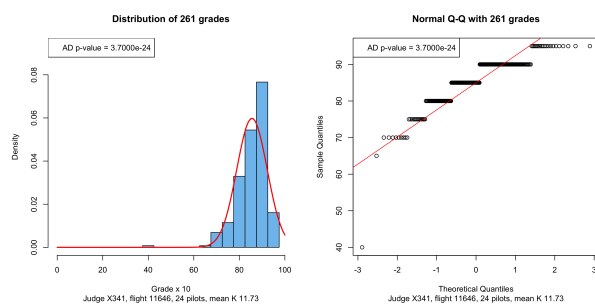 Distribution of 261 grades
AD p-value = 3.7000e-24
Density
0.00
0.02
0.04
0.06
0.08
0
20
40
60
80
100
Grade x 10
Judge X341, flight 11646, 24 pilots, mean K 11.73
Normal Q-Q with 261 grades
AD p-value = 3.7000e-24
Sample Quantiles
40
50
60
70
80
90
-3
-2
-1
0
1
2
3
Theoretical Quantiles
Judge X341, flight 11646, 24 pilots, mean K 11.73